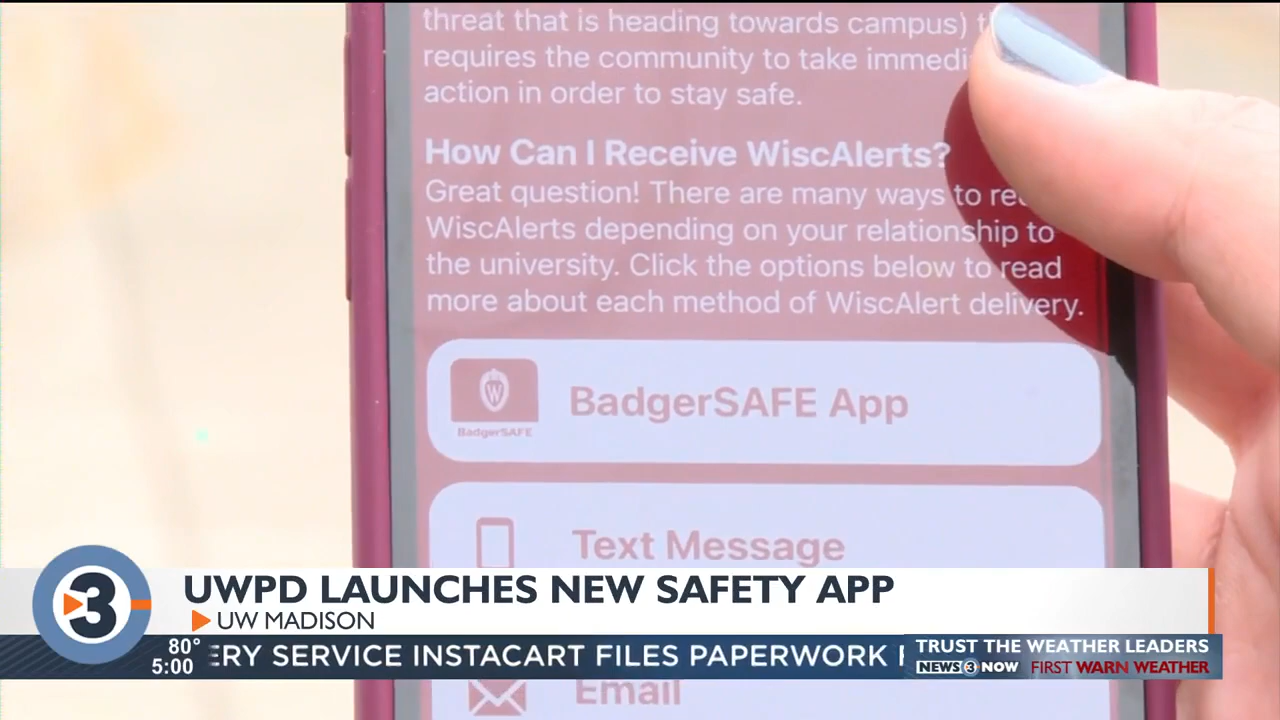 threat that is heading towards campus)
requires the community to take
action in order to stay safe.
How Can I Receive WiscAlerts?
Great question! There are many ways to
WiscAlerts depending on your relationship to
the university. Click the options below to read
more about each method of WiscAlert delivery.
W
BadgerSAFE
BadgerSAFE App
Text Message
3
UWPD LAUNCHES NEW SAFETY APP
UW MADISON
80°
5:00
SERVICE INSTACART FILES PAPERWORK
TRUST THE WEATHER LEADERS
NEWS 3 NOW FIRST WARN WEATHER
Email